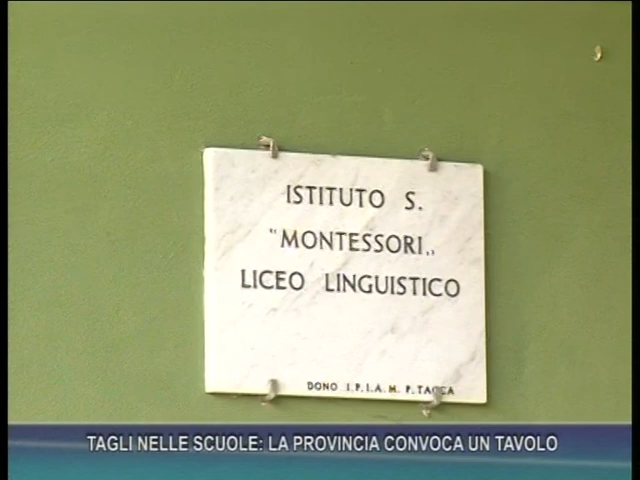 ISTITUTO S.
"MONTESSORI„
LICEO LINGUISTICO
DONO I.P.I.A.M. P. TACCA
TAGLI NELLE SCUOLE: LA PROVINCIA CONVOCA UN TAVOLO